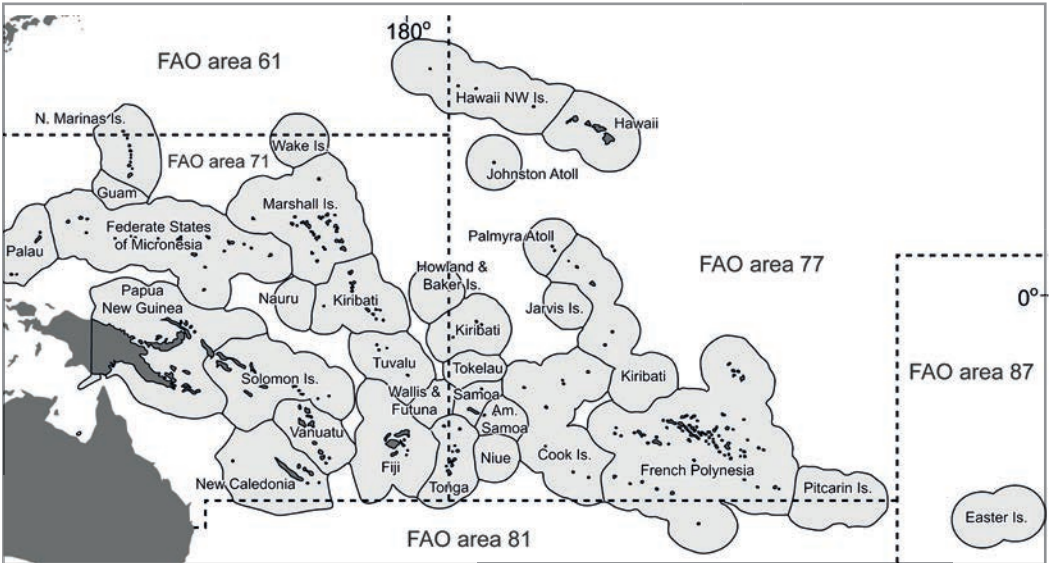 180º
FAO area 61
Hawaii NW Is.
Hawaii
N. Marinas Is.
Wake Is.
FAO area 71
Johnston Atoll
Guam
Marshall Is.
Federate States
of Micronesia
Palau
Palmyra Atoll
FAO area 77
Howland &
Baker Is.
0º
Papua
New Guinea
Nauru
Kiribati
Jarvis Is.
Kiribati
Tuvalu
Tokelau
FAO area 87
Solomon Is.
Kiribati
Wallis &
Futuna
Samoa
Am.
Samoa
Vanuatu
Fiji
Niue
Cook Is.
French Polynesia
New Caledonia
Tonga
Pitcarin Is.
Easter Is.
FAO area 81